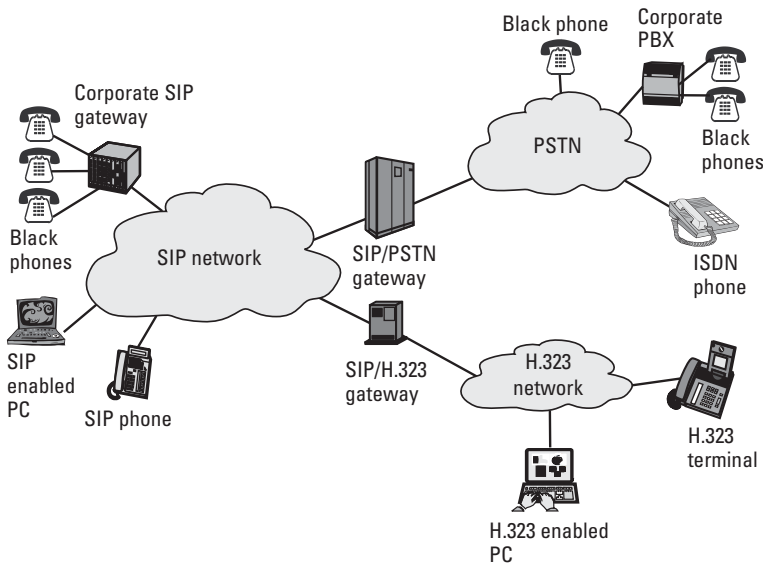 Black phone
Corporate
PBX
Corporate SIP
gateway
PSTN
Black
phones
Black
phones
SIP network
SIP/PSTN
gateway
ISDN
phone
SIP
enabled
PC
SIP phone
SIP/H.323
gateway
H.323
network
H.323
terminal
H.323 enabled
PC